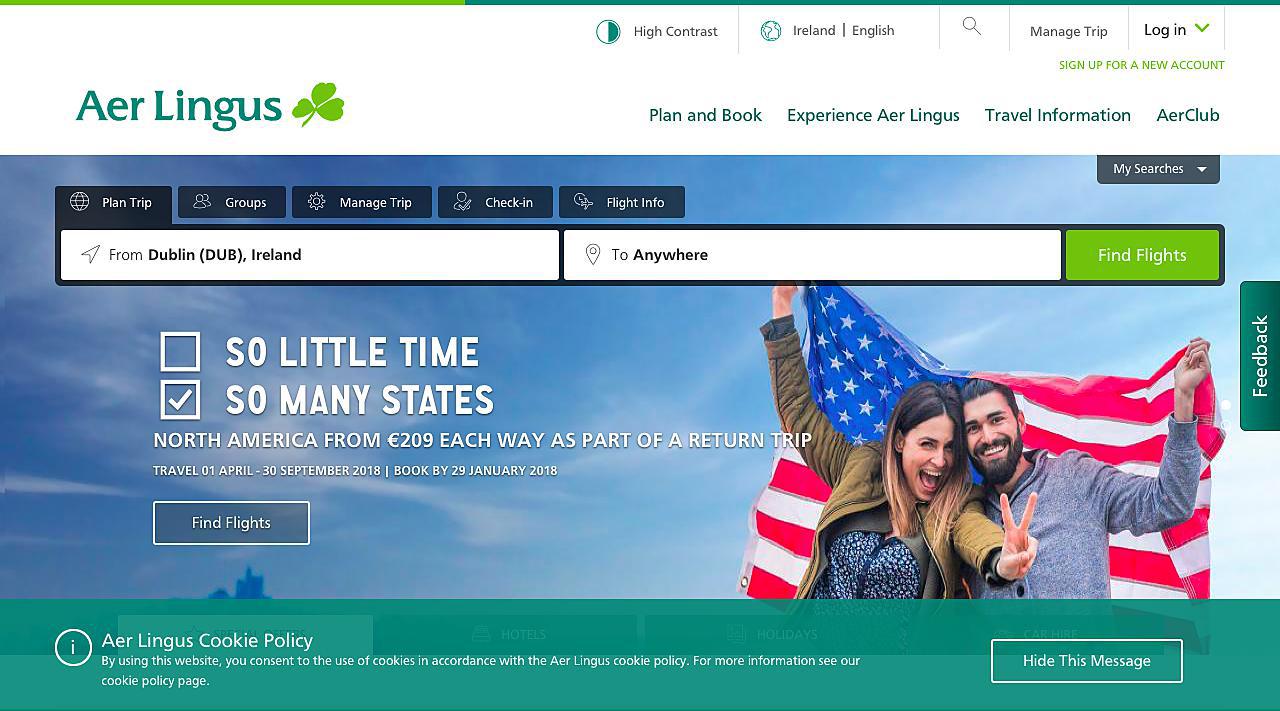 High Contrast
Ireland | English
Manage Trip
Log in
SIGN UP FOR A NEW ACCOUNT
Aer Lingus
Plan and Book
Experience Aer Lingus
Travel Information
AerClub
My Searches
Plan Trip
Groups
Manage Trip
Check-in
Flight Info
From Dublin (DUB), Ireland
To Anywhere
Find Flights
Feedback
SO LITTLE TIME
SO MANY STATES
NORTH AMERICA FROM €209 EACH WAY AS PART OF A RETURN TRIP
TRAVEL 01 APRIL - 30 SEPTEMBER 2018 | BOOK BY 29 JANUARY 2018
Find Flights
HOTELS
HOLIDAYS
CAR HIRE
Aer Lingus Cookie Policy
By using this website, you consent to the use of cookies in accordance with the Aer Lingus cookie policy. For more information see our
cookie policy page.
Hide This Message